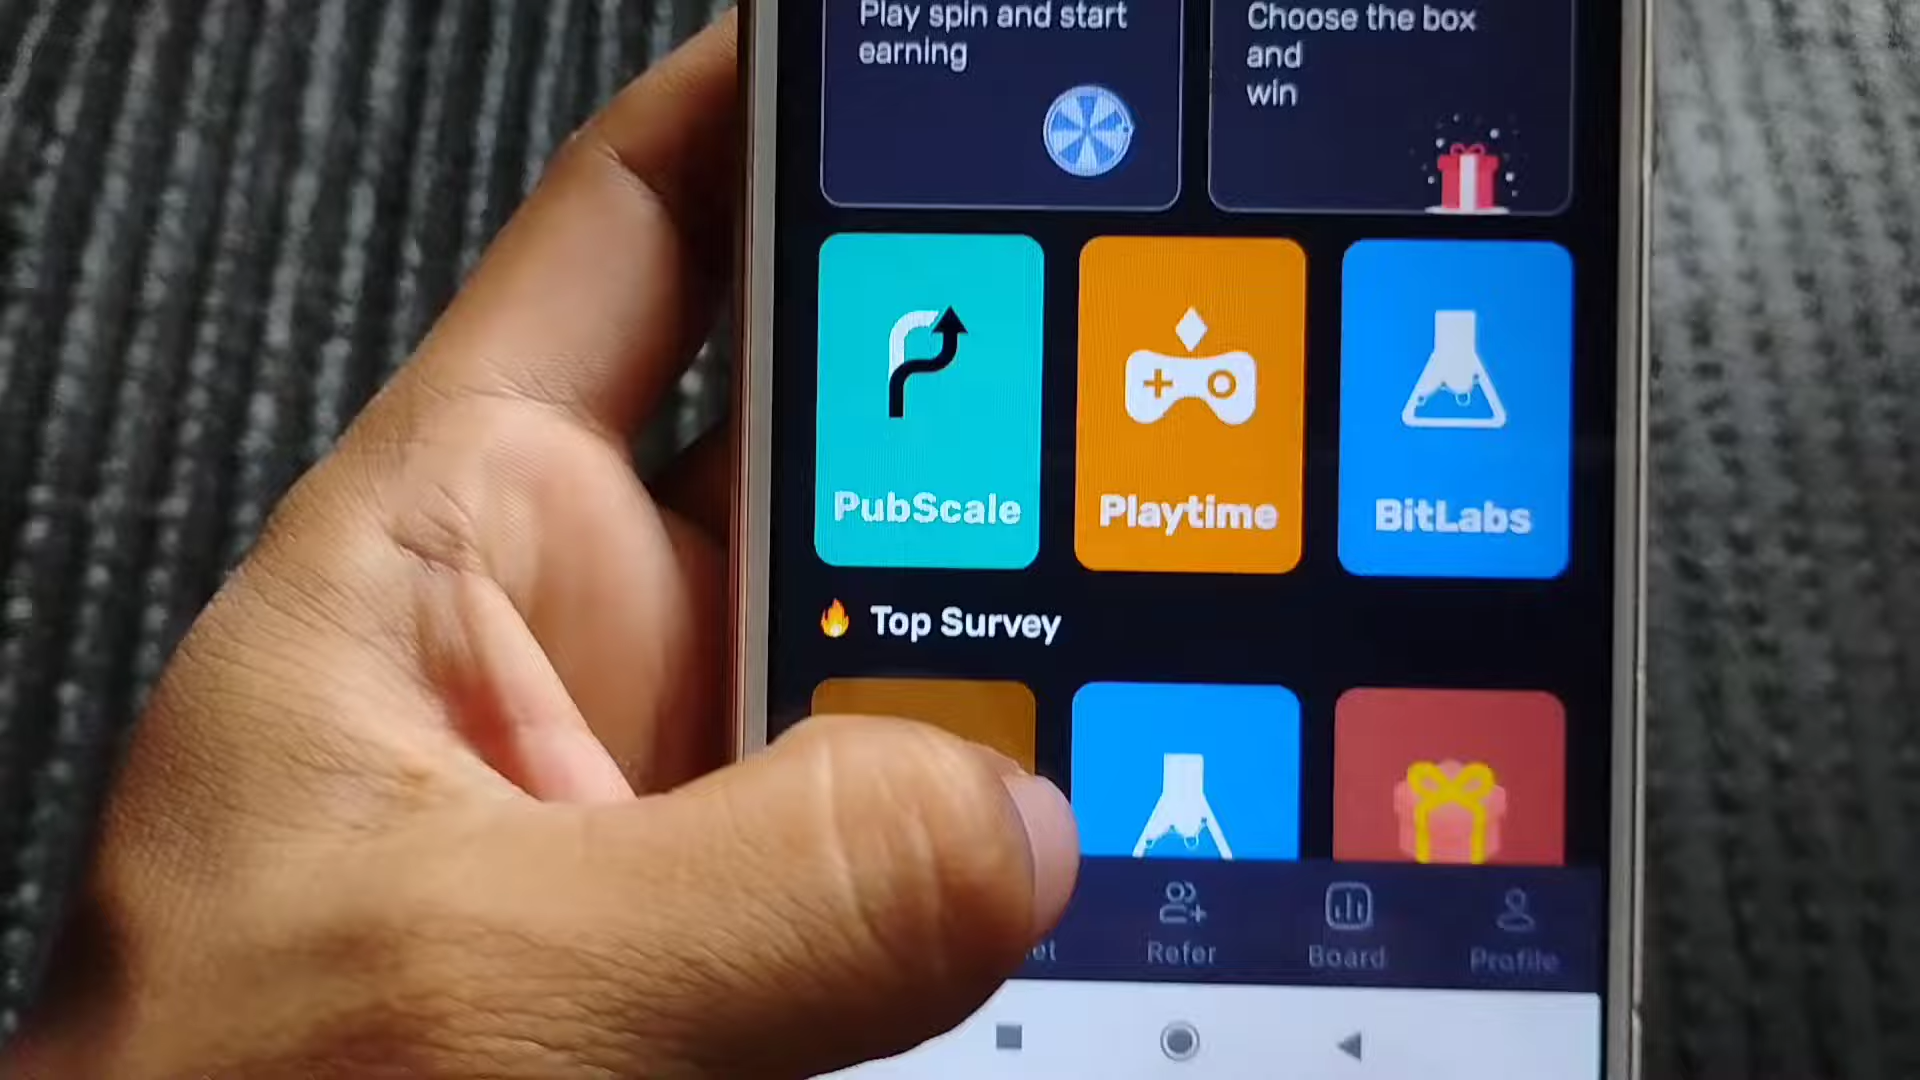 Play spin and start
earning
Choose the box
and
win
PubScale
Playtime
BitLabs
Top Survey
Refer
Board
Profile